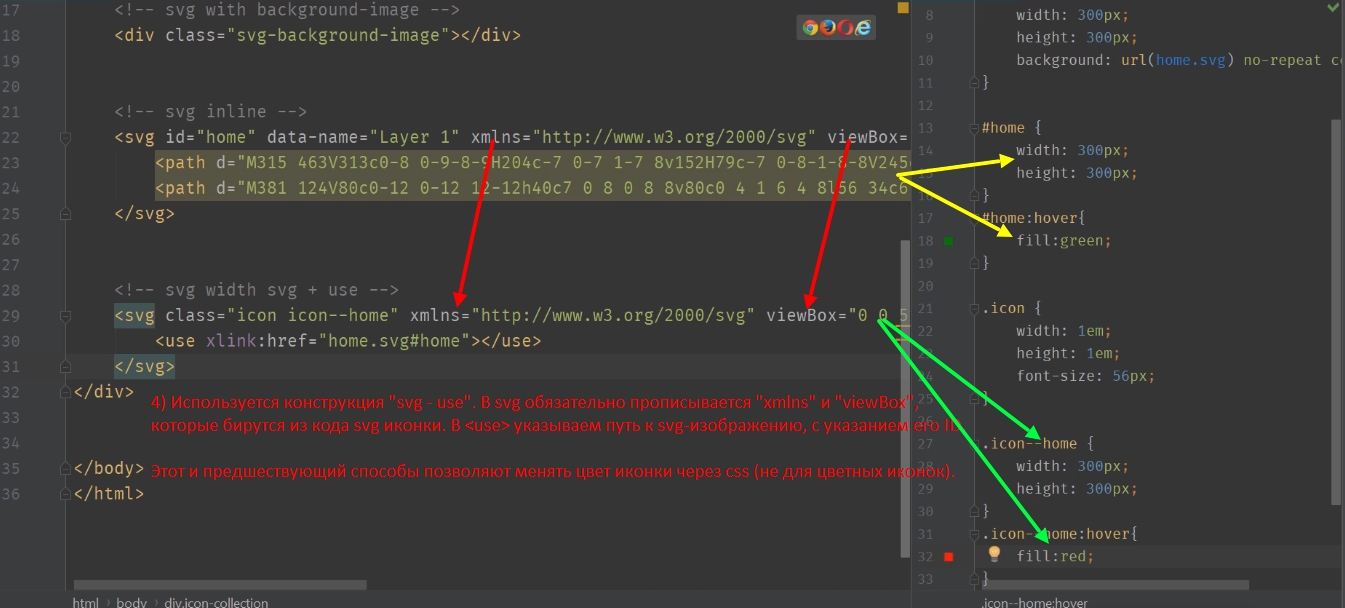 17 <!-- svg with background-image -->
18 <div class="svg-background-image"></div>
19
20
21 <!-- svg inline -->
22 <svg id="home" data-name="Layer 1" xmlns="http://www.w3.org/2000/svg" viewBox=
23 <path d="M315 463V313c0-8 0-9-8-9H204c-7 0-7 1-7 8v152H79c-7 0-8-1-8-8V245
24 <path d="M381 124V80c0-12 0-12 12-12h40c7 0 8 0 8 8v80c0 4 1 6 4 8l56 34c6
25 </svg>
26
27
28 <!-- svg width svg + use -->
29 <svg class="icon icon--home" xmlns="http://www.w3.org/2000/svg" viewBox="0 0 5
30 <use xlink:href="home.svg#home"></use>
31 </svg>
32 </div>
33
4) Используется конструкция "svg - use". В svg обязательно прописывается "xmlns" и "viewBox",
которые бирутся из кода svg иконки. В <use> указываем путь к svg-изображению, с указанием его ID.
34
35 </body>
Этот и предшествующий способы позволяют менять цвет иконки через css (не для цветных иконок).
36 </html>
html › body › div.icon-collection
8 width: 300px;
9 height: 300px;
10 background: url(home.svg) no-repeat
11 }
12
13 #home {
14 width: 300px;
15 height: 300px;
16 }
17 #home:hover{
18 fill:green;
19 }
20
21 .icon {
22 width: 1em;
23 height: 1em;
24 font-size: 56px;
25 }
26
27 .icon--home {
28 width: 300px;
29 height: 300px;
30 }
31 .icon--home:hover{
32 fill:red;
33 }
.icon--home:hover